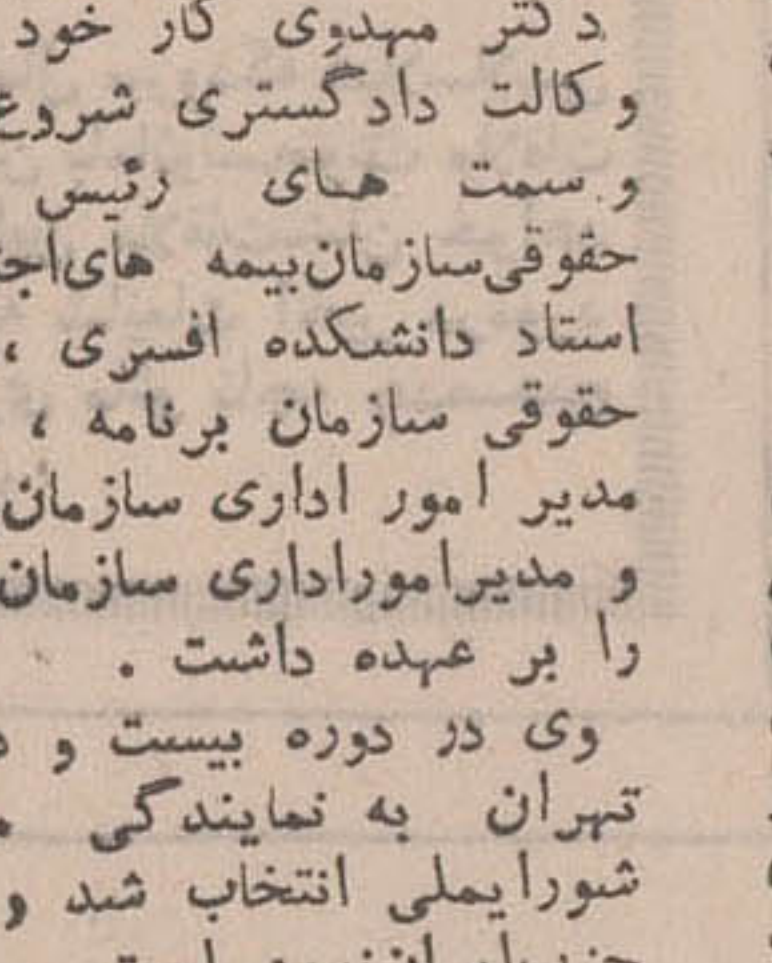 دکتر مهدوی کار خود
وکالت دادگستری شروع
و سمت های رئیس
حقوقی سازمان بیمه های
استاد دانشکده افسری ،
حقوقی سازمان برنامه ،
مدیر امور اداری سازمان
و مدیر امور اداری سازمان
را بر عهده داشت .
وی در دوره بیست و
تهران به نمایندگی
شورایملی انتخاب شد و